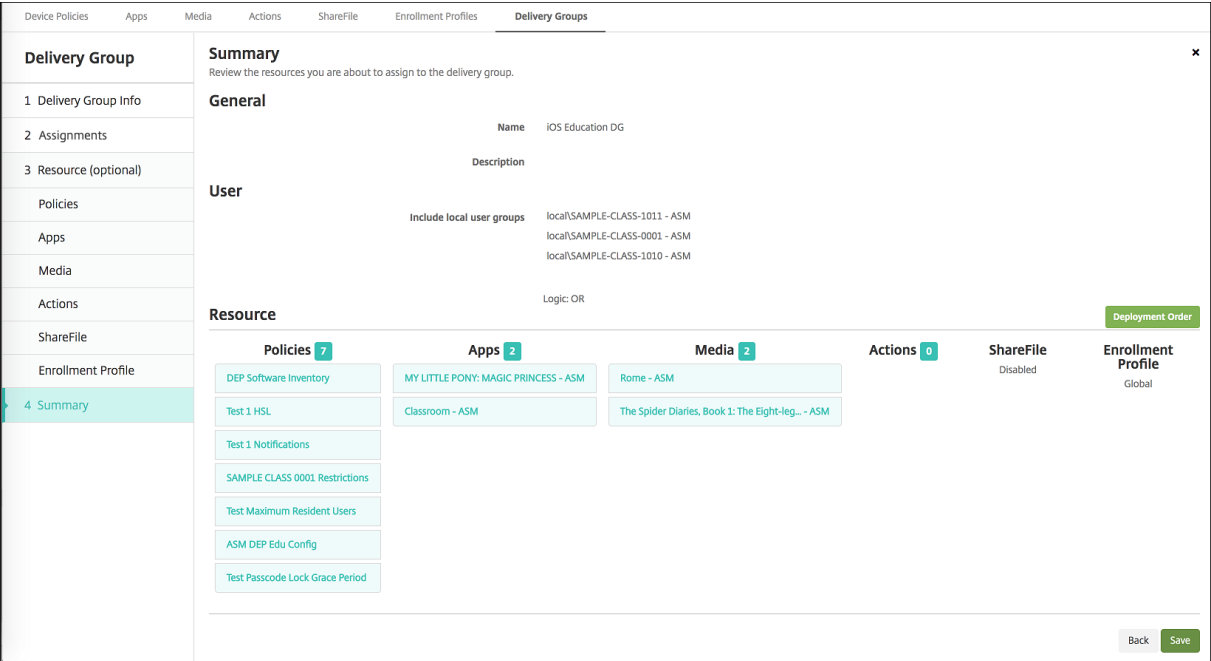 Device Policies Apps Media Actions ShareFile Enrollment Profiles Delivery Groups
Delivery Group
1 Delivery Group Info
2 Assignments
3 Resource (optional)
Policies
Apps
Media
Actions
ShareFile
Enrollment Profile
4 Summary
Summary
Review the resources you are about to assign to the delivery group.
General
Name iOS Education DG
Description
User
Include local user groups local\SAMPLE-CLASS-1011 - ASM
local\SAMPLE-CLASS-0001 - ASM
local\SAMPLE-CLASS-1010 - ASM
Logic: OR
Resource
Deployment Order
Policies 7
DEP Software Inventory
Test 1 HSL
Test 1 Notifications
SAMPLE CLASS 0001 Restrictions
Test Maximum Resident Users
ASM DEP Edu Config
Test Passcode Lock Grace Period
Apps 2
MY LITTLE PONY: MAGIC PRINCESS - ASM
Classroom - ASM
Media 2
Rome - ASM
The Spider Diaries, Book 1: The Eight-leg... - ASM
Actions 0
ShareFile
Disabled
Enrollment
Profile
Global
Back Save